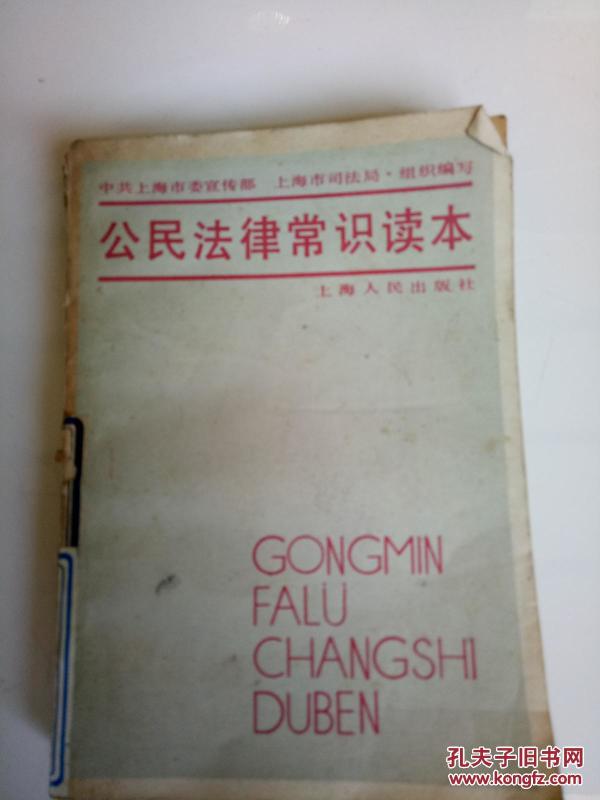 中共上海市委宣传部 上海市司法局·组织编写
公民法律常识读本
上海人民出版社
GONGMIN
FALÜ
CHANGSHI
DUBEN
孔夫子旧书网
www.kongfz.com